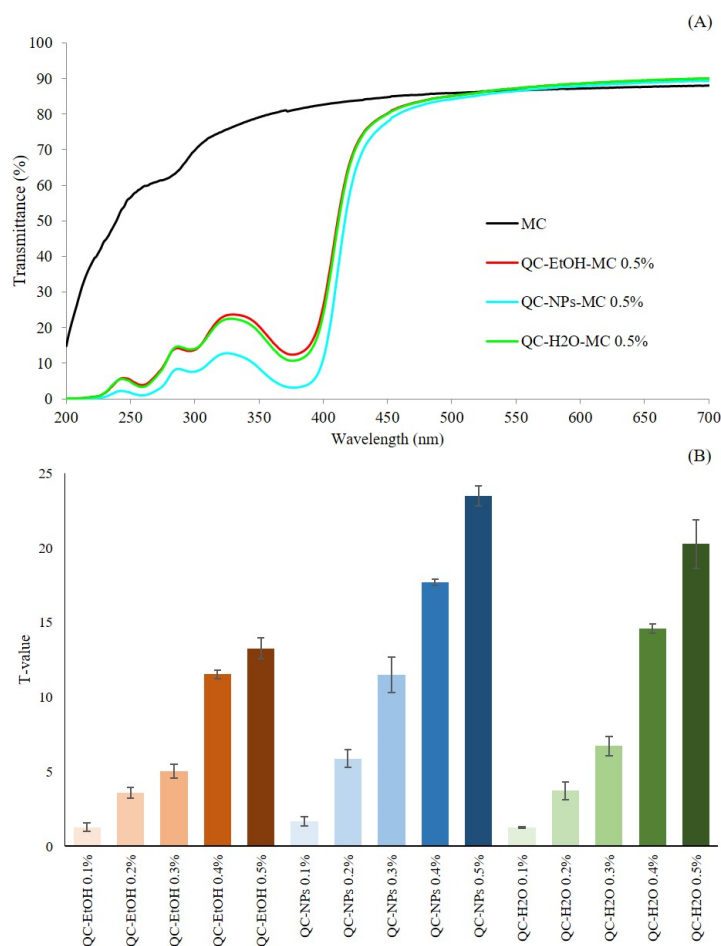 (A)
100
90
80
70
60
50
40
30
20
10
0
Transmittance (%)
MC
QC-EtOH-MC 0.5%
QC-NPs-MC 0.5%
QC-H2O-MC 0.5%
200 250 300 350 400 450 500 550 600 650 700
Wavelength (nm)
(B)
25
20
15
10
5
0
T-value
QC-EtOH 0.1%
QC-EtOH 0.2%
QC-EtOH 0.3%
QC-EtOH 0.4%
QC-EtOH 0.5%
QC-NPs 0.1%
QC-NPs 0.2%
QC-NPs 0.3%
QC-NPs 0.4%
QC-NPs 0.5%
QC-H2O 0.1%
QC-H2O 0.2%
QC-H2O 0.3%
QC-H2O 0.4%
QC-H2O 0.5%